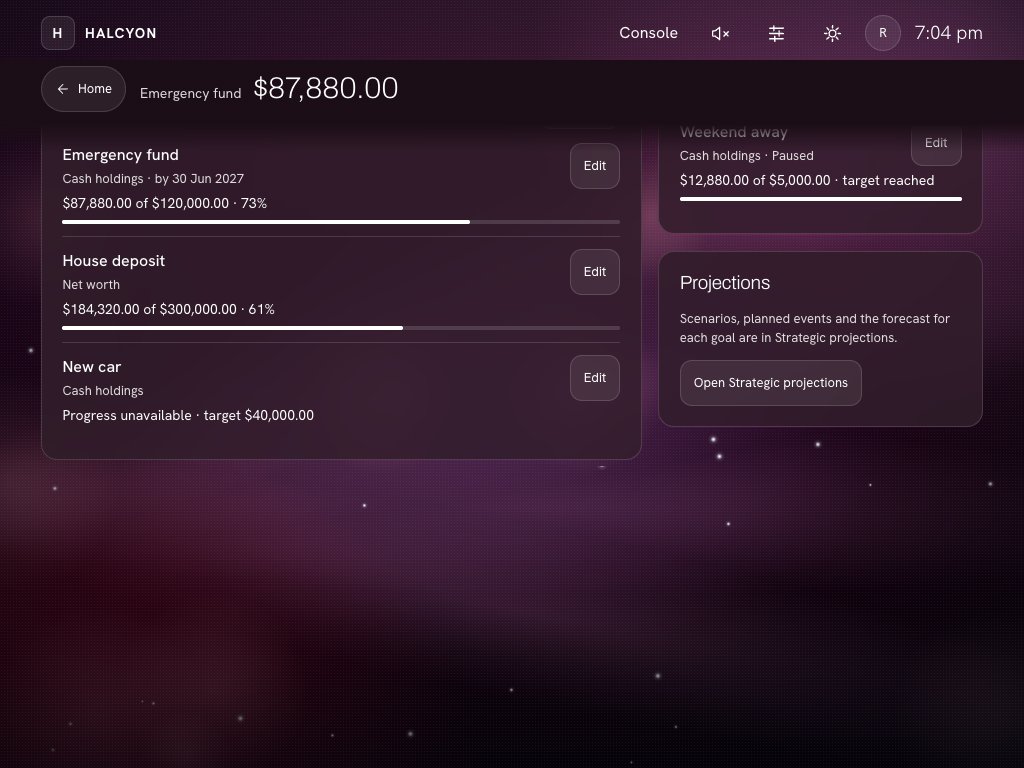 H HALCYON
Console
R
7:04 pm
Home
Emergency fund $87,880.00
Emergency fund
Edit
Cash holdings · by 30 Jun 2027
$87,880.00 of $120,000.00 · 73%
House deposit
Edit
Net worth
$184,320.00 of $300,000.00 · 61%
New car
Edit
Cash holdings
Progress unavailable · target $40,000.00
Weekend away
Edit
Cash holdings · Paused
$12,880.00 of $5,000.00 · target reached
Projections
Scenarios, planned events and the forecast for
each goal are in Strategic projections.
Open Strategic projections